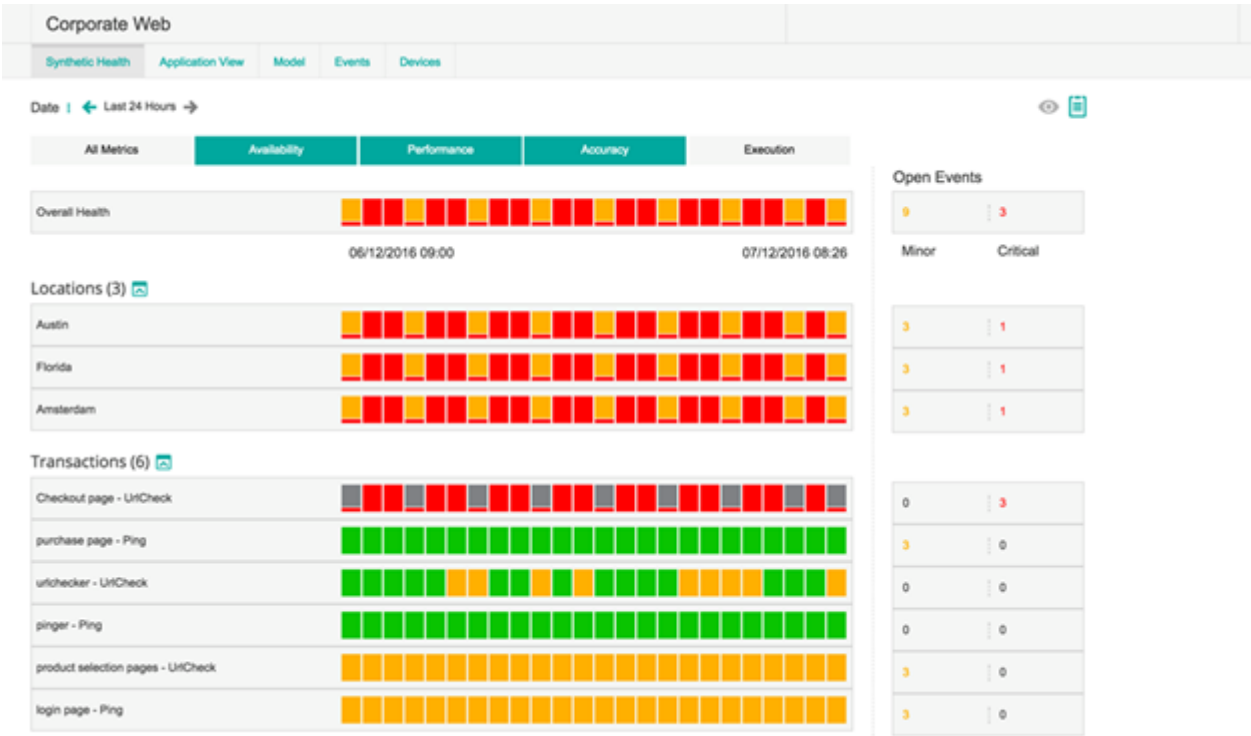 Corporate Web
Synthetic Health Application View Model Events Devices
Date Last 24 Hours
All Metrics Availability Performance Accuracy Execution
Open Events
Overall Health 9 3
06/12/2016 09:00 07/12/2016 08:26 Minor Critical
Locations (3)
Austin 3 1
Florida 3 1
Amsterdam 3 1
Transactions (6)
Checkout page - UrlCheck 0 3
purchase page - Ping 3 0
urlchecker - UrlCheck 0 0
pinger - Ping 0 0
product selection pages - UrlCheck 3 0
login page - Ping 3 0